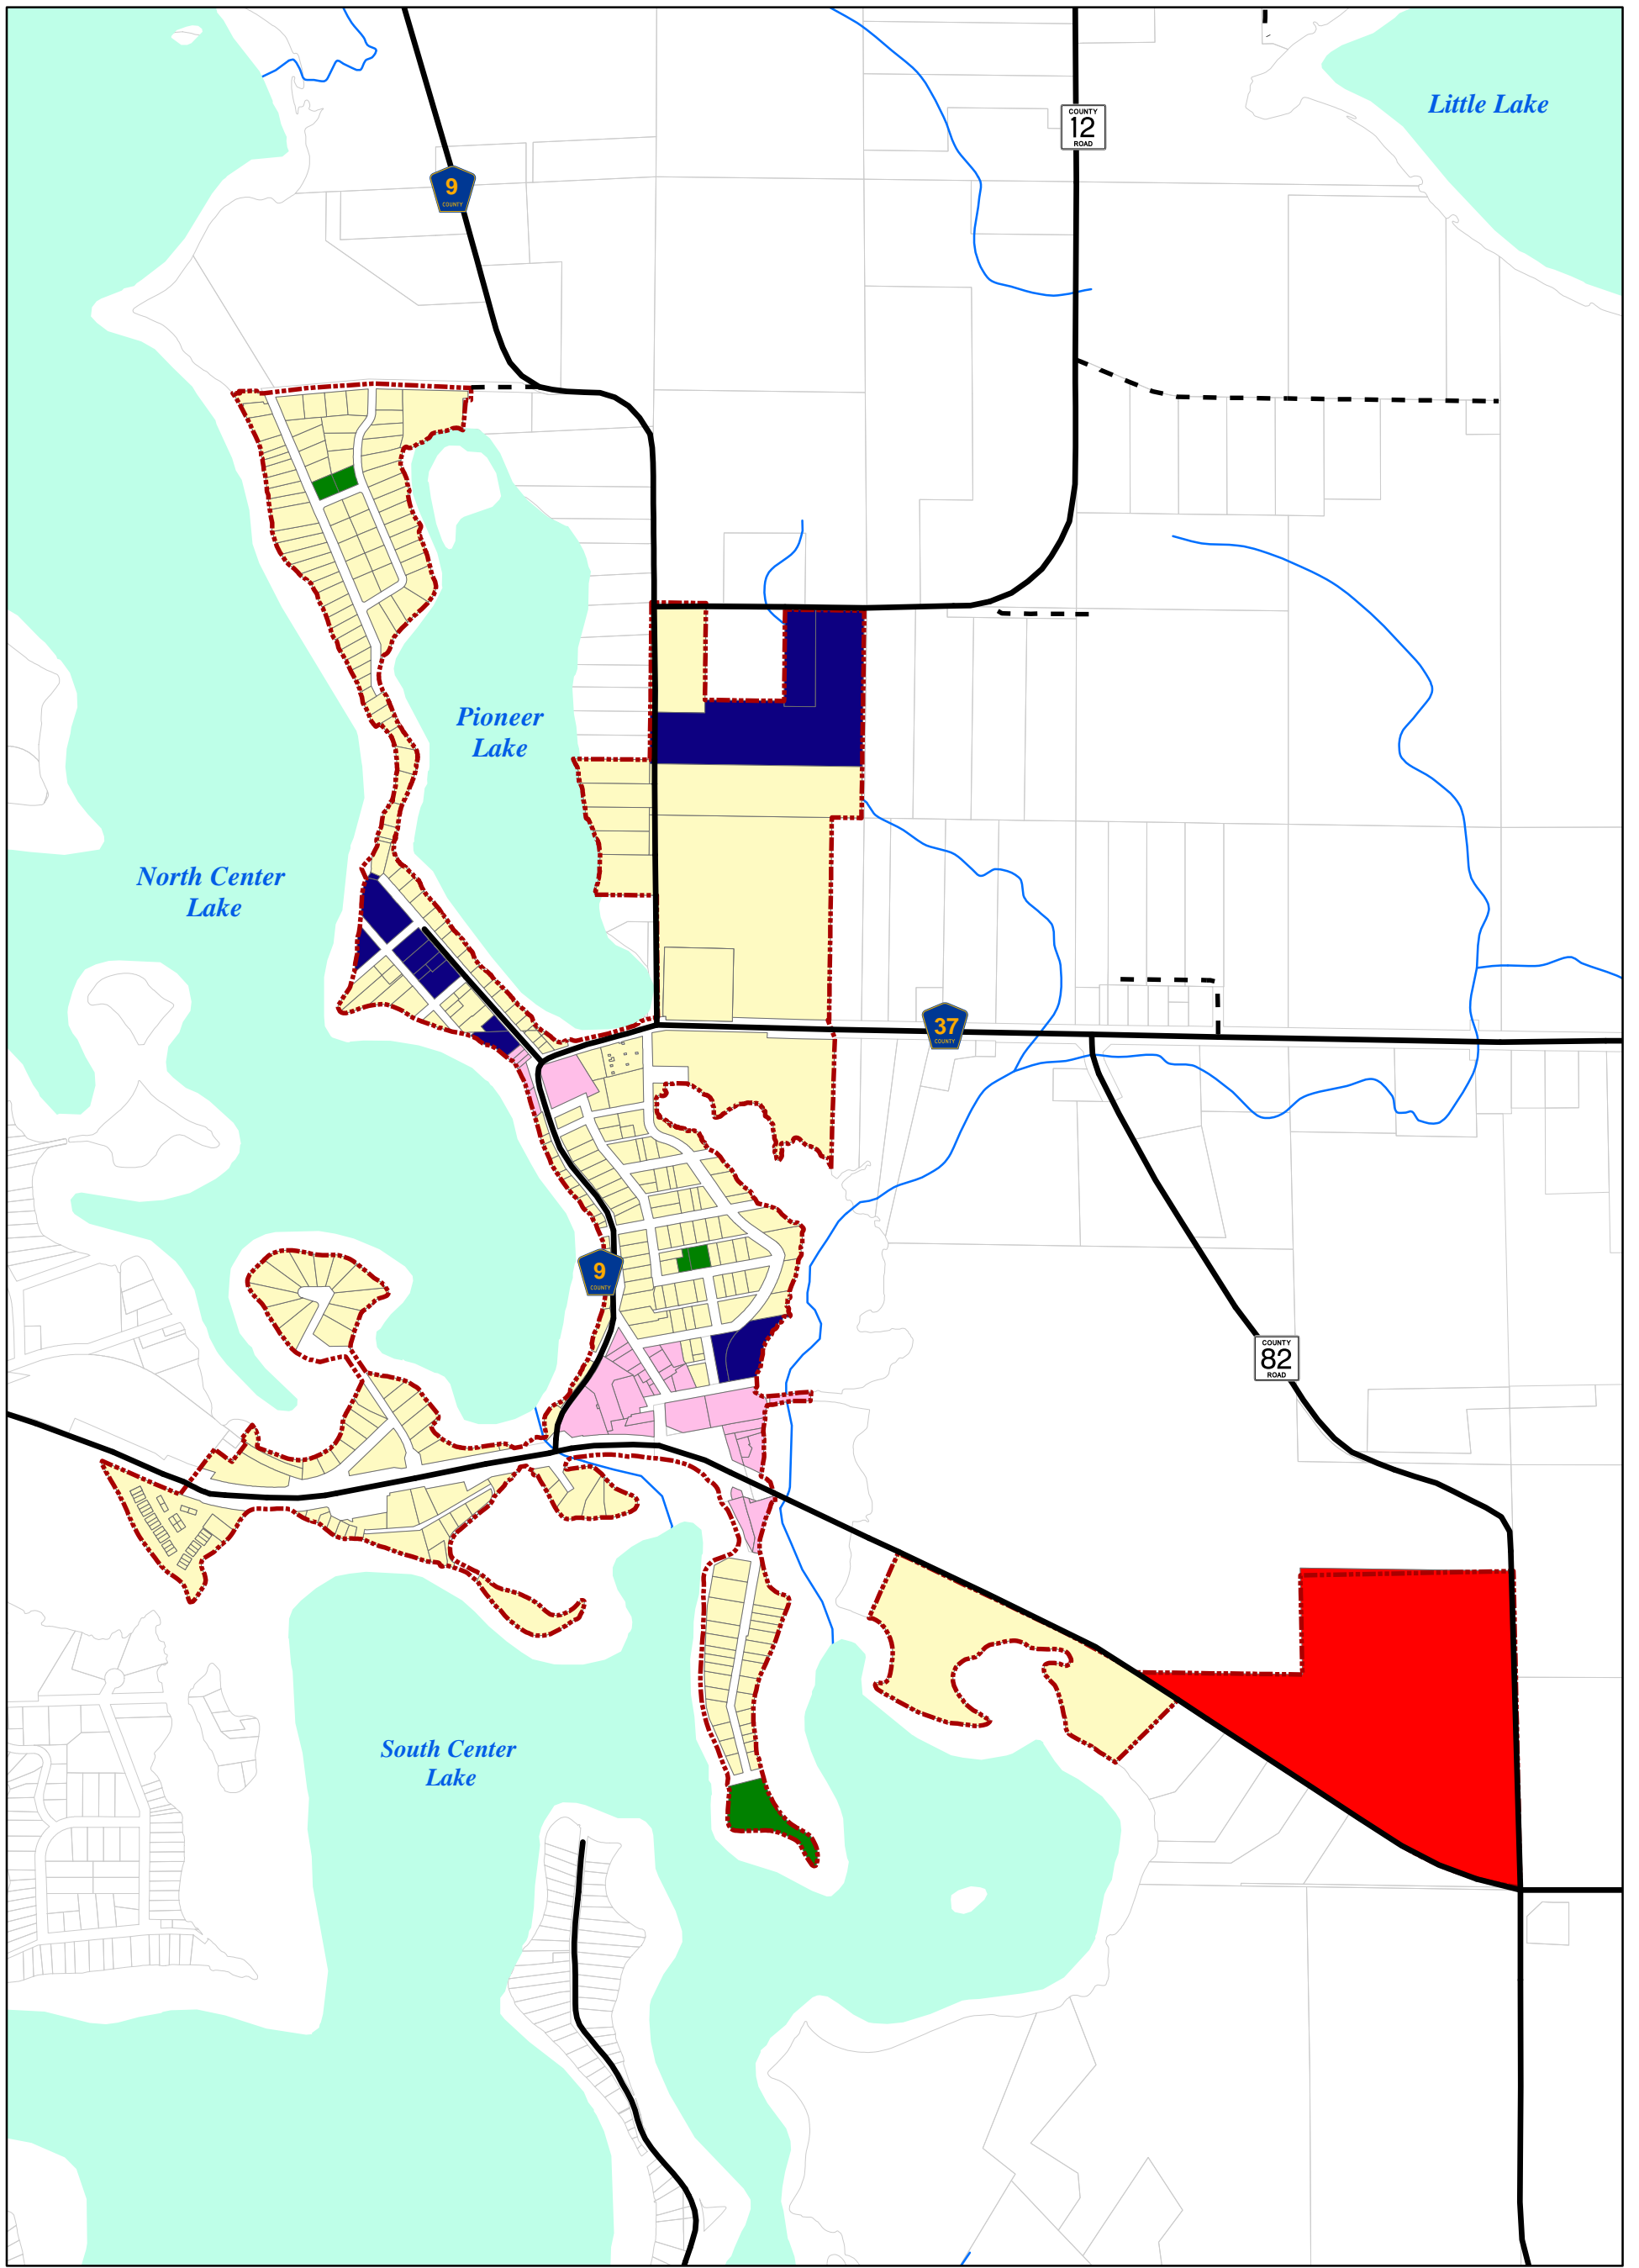 Little Lake
COUNTY
12
ROAD
9
COUNTY
Pioneer
Lake
North Center
Lake
37
COUNTY
9
COUNTY
COUNTY
82
ROAD
South Center
Lake